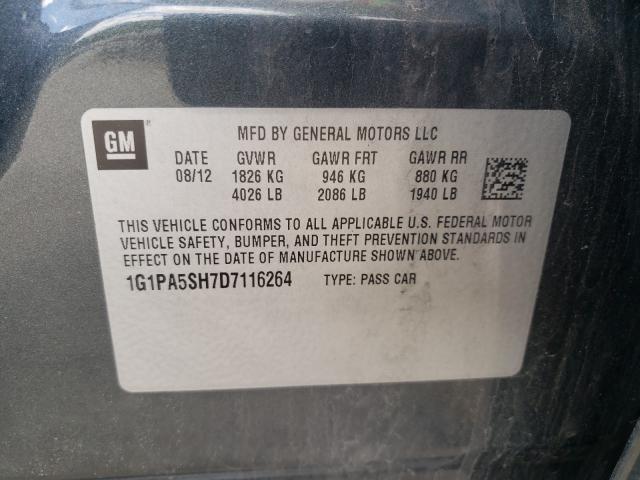 GM
MFD BY GENERAL MOTORS LLC
DATE GVWR GAWR FRT GAWR RR
08/12 1826 KG 946 KG 880 KG
4026 LB 2086 LB 1940 LB
THIS VEHICLE CONFORMS TO ALL APPLICABLE U.S. FEDERAL MOTOR
VEHICLE SAFETY, BUMPER, AND THEFT PREVENTION STANDARDS IN
EFFECT ON THE DATE OF MANUFACTURE SHOWN ABOVE.
1G1PA5SH7D7116264 TYPE: PASS CAR